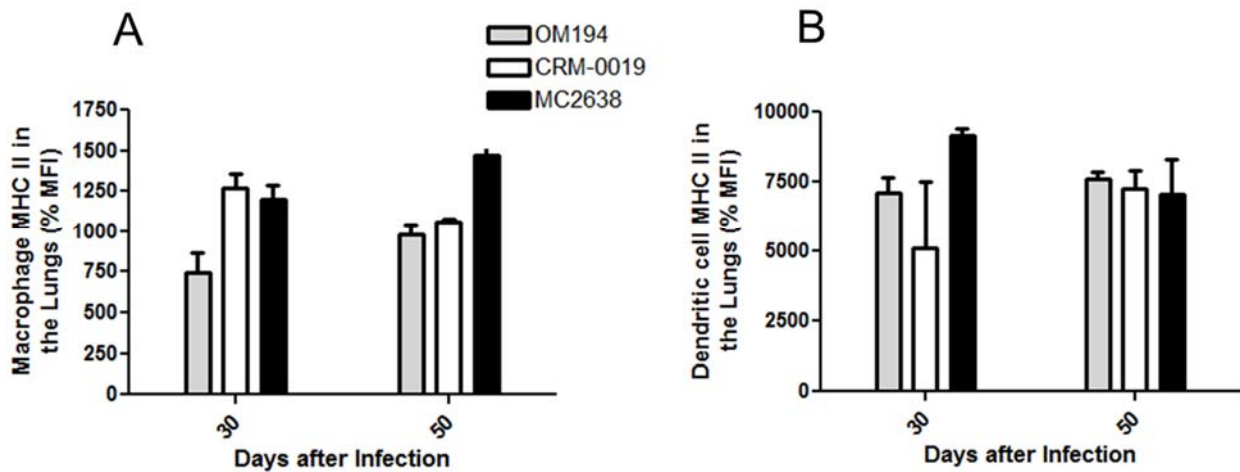 A
OM194
CRM-0019
MC2638
Macrophage MHC II in
the Lungs (% MFI)
1750
1500
1250
1000
750
500
250
0
30
50
Days after Infection
B
Dendritic cell MHC II in
the Lungs (% MFI)
10000
7500
5000
2500
0
30
50
Days after Infection